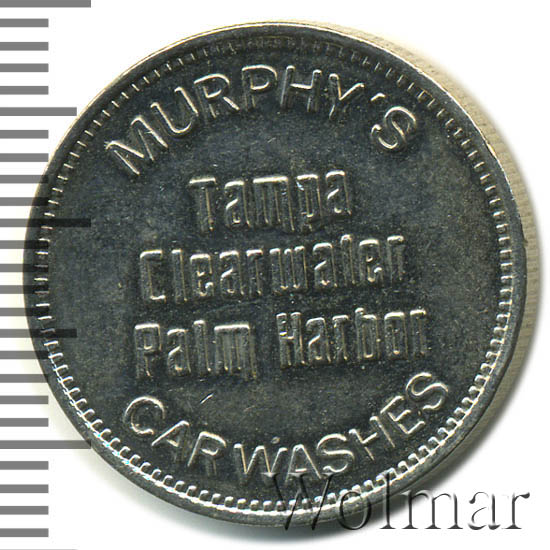 MURPHY'S
Tampa
Clearwater
Palm Harbor
CAR WASHES
Wolmar